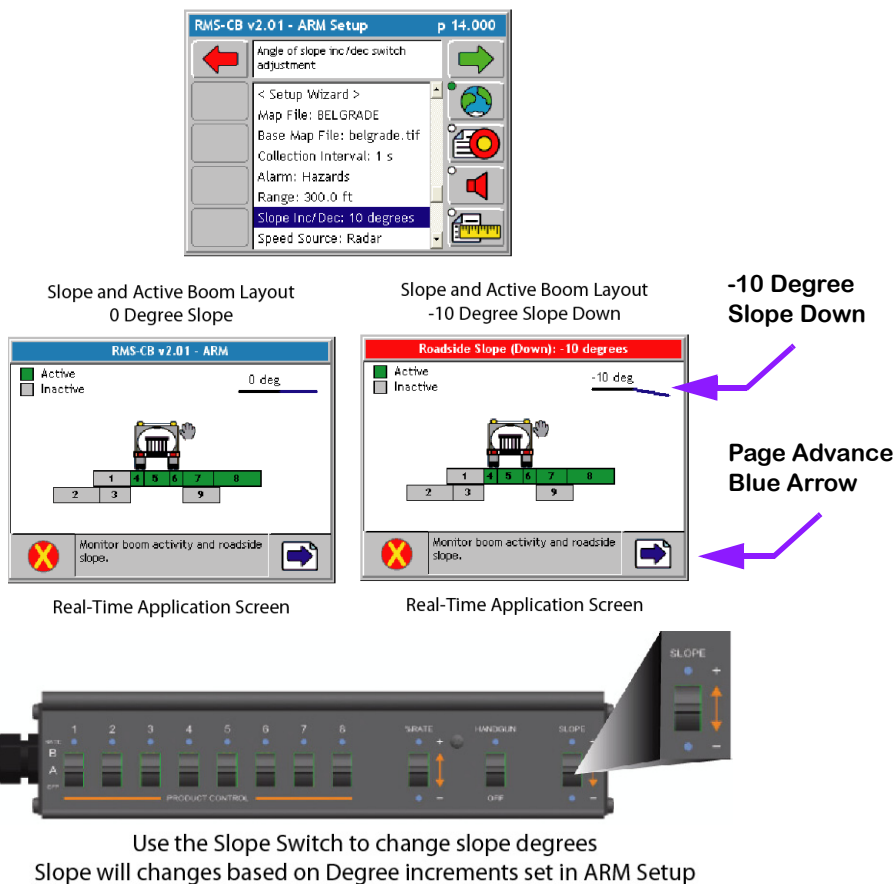 RMS-CB v2.01 - ARM Setup p 14.000
Angle of slope inc/dec switch
adjustment
< Setup Wizard >
Map File: BELGRADE
Base Map File: belgrade.tif
Collection Interval: 1 s
Alarm: Hazards
Range: 300.0 ft
Slope Inc/Dec: 10 degrees
Speed Source: Radar
Slope and Active Boom Layout
0 Degree Slope
RMS-CB v2.01 - ARM
Active
Inactive
0 deg
1 4 5 6 7 8
2 3 9
Monitor boom activity and roadside
slope.
Real-Time Application Screen
Slope and Active Boom Layout
-10 Degree Slope Down
Roadside Slope (Down): -10 degrees
Active
Inactive
-10 deg
1 4 5 6 7 8
2 3 9
Monitor boom activity and roadside
slope.
Real-Time Application Screen
-10 Degree
Slope Down
Page Advance
Blue Arrow
SLOPE
+
-
1 2 3 4 5 6 7 8 %RATE HANDGUN SLOPE
+ +
B
A
OFF
- OFF -
PRODUCT CONTROL
Use the Slope Switch to change slope degrees
Slope will changes based on Degree increments set in ARM Setup